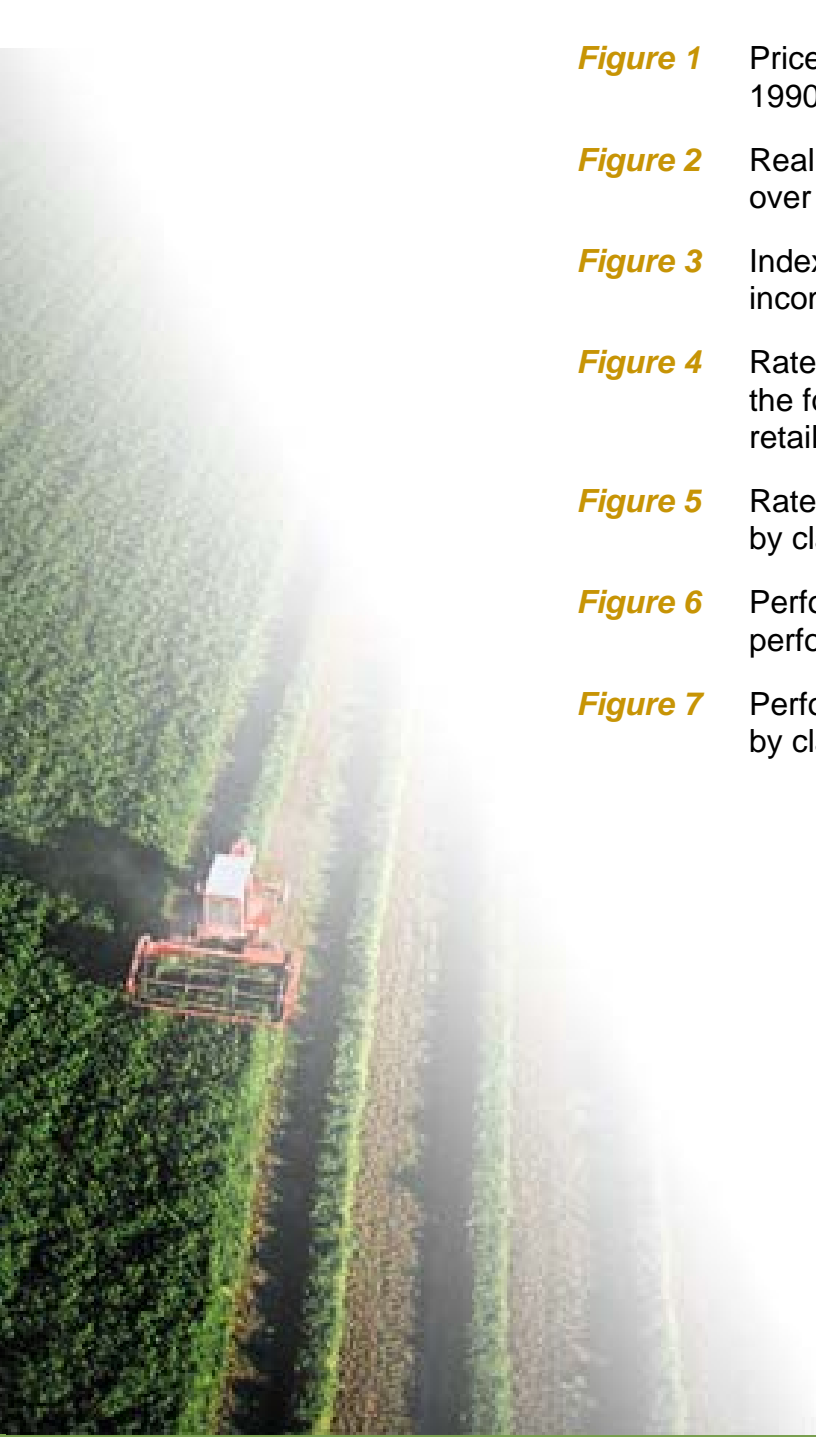 Figure 1 Price
1990
Figure 2 Real
over
Figure 3 Index
incor
Figure 4 Rate
the fo
retail
Figure 5 Rate
by cla
Figure 6 Perfo
perfo
Figure 7 Perfo
by cla